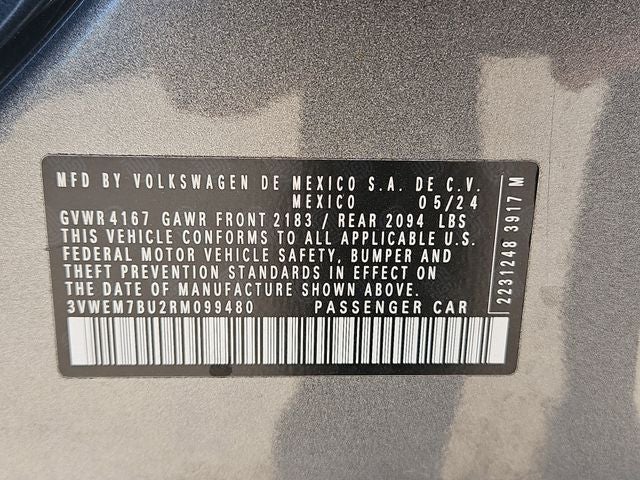 MFD BY VOLKSWAGEN DE MEXICO S.A. DE C.V.
MEXICO 05/24
GVWR 4167 GAWR FRONT 2183 / REAR 2094 LBS
THIS VEHICLE CONFORMS TO ALL APPLICABLE U.S.
FEDERAL MOTOR VEHICLE SAFETY, BUMPER AND
THEFT PREVENTION STANDARDS IN EFFECT ON
THE DATE OF MANUFACTURE SHOWN ABOVE.
3VWEM7BU2RM099480 PASSENGER CAR
2231248 3917 M